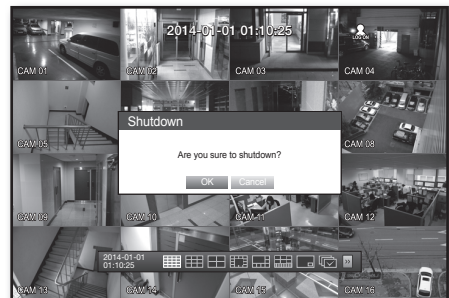 2014-01-01 01:10:25
LOG ON
CAM 01
CAM 02
CAM 03
CAM 04
Shutdown
Are you sure to shutdown?
OK
Cancel
CAM 05
CAM 08
CAM 09
CAM 10
CAM 11
CAM 12
2014-01-01
01:10:25
CAM 13
CAM 14
CAM 15
CAM 16